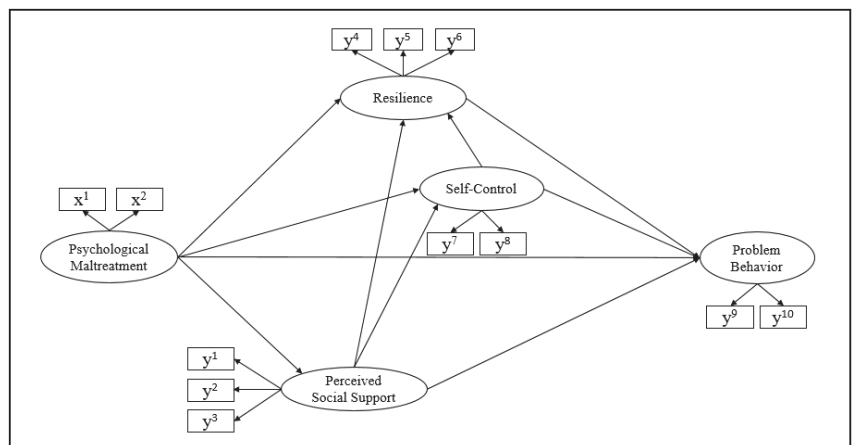 y⁴ y⁵ y⁶
Resilience
x¹ x²
Self-Control
Psychological
Maltreatment
y⁷ y⁸
Problem
Behavior
y⁹ y¹⁰
y¹
y²
y³
Perceived
Social Support